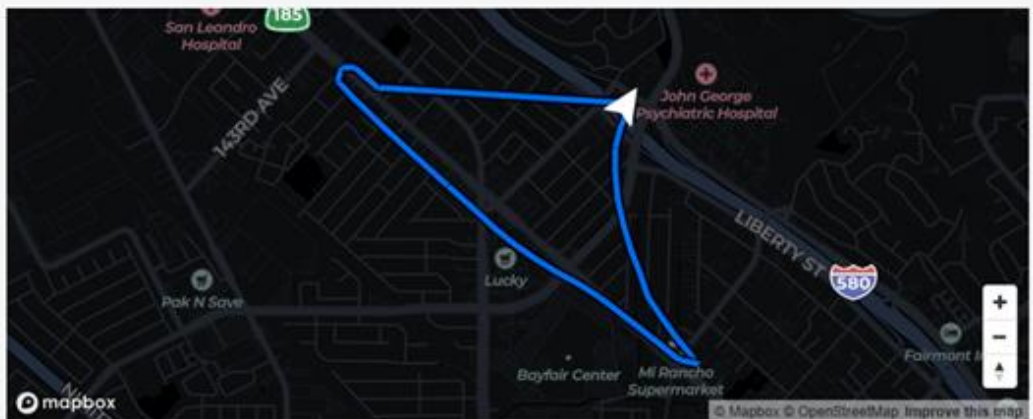 185
San Leandro
Hospital
143RD AVE
John George
Psychiatric Hospital
LIBERTY ST
580
Lucky
Pak N Save
Fairmont
Bayfair Center
Mi Rancho
Supermarket
mapbox
© Mapbox © OpenStreetMap Improve this map